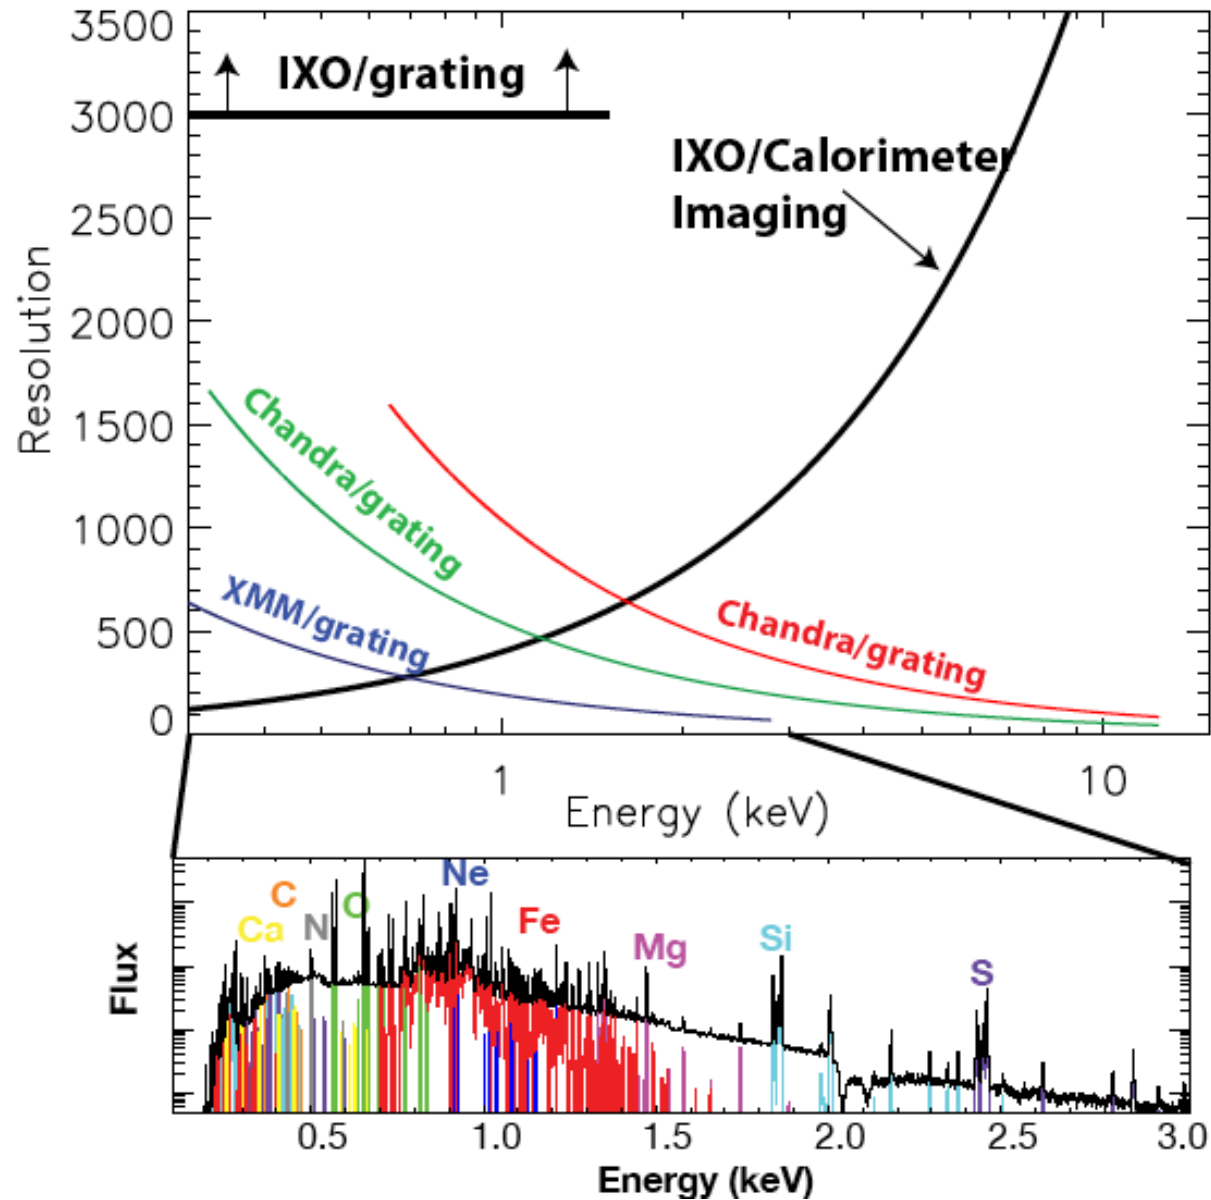 3500
IXO/grating
3000
IXO/Calorimeter
Imaging
2500
2000
Resolution
1500
Chandra/grating
1000
XMM/grating
500
Chandra/grating
0
1
10
Energy (keV)
Ne
C
O
Ca
N
Fe
Mg
Si
S
Flux
0.5
1.0
1.5
2.0
2.5
3.0
Energy (keV)